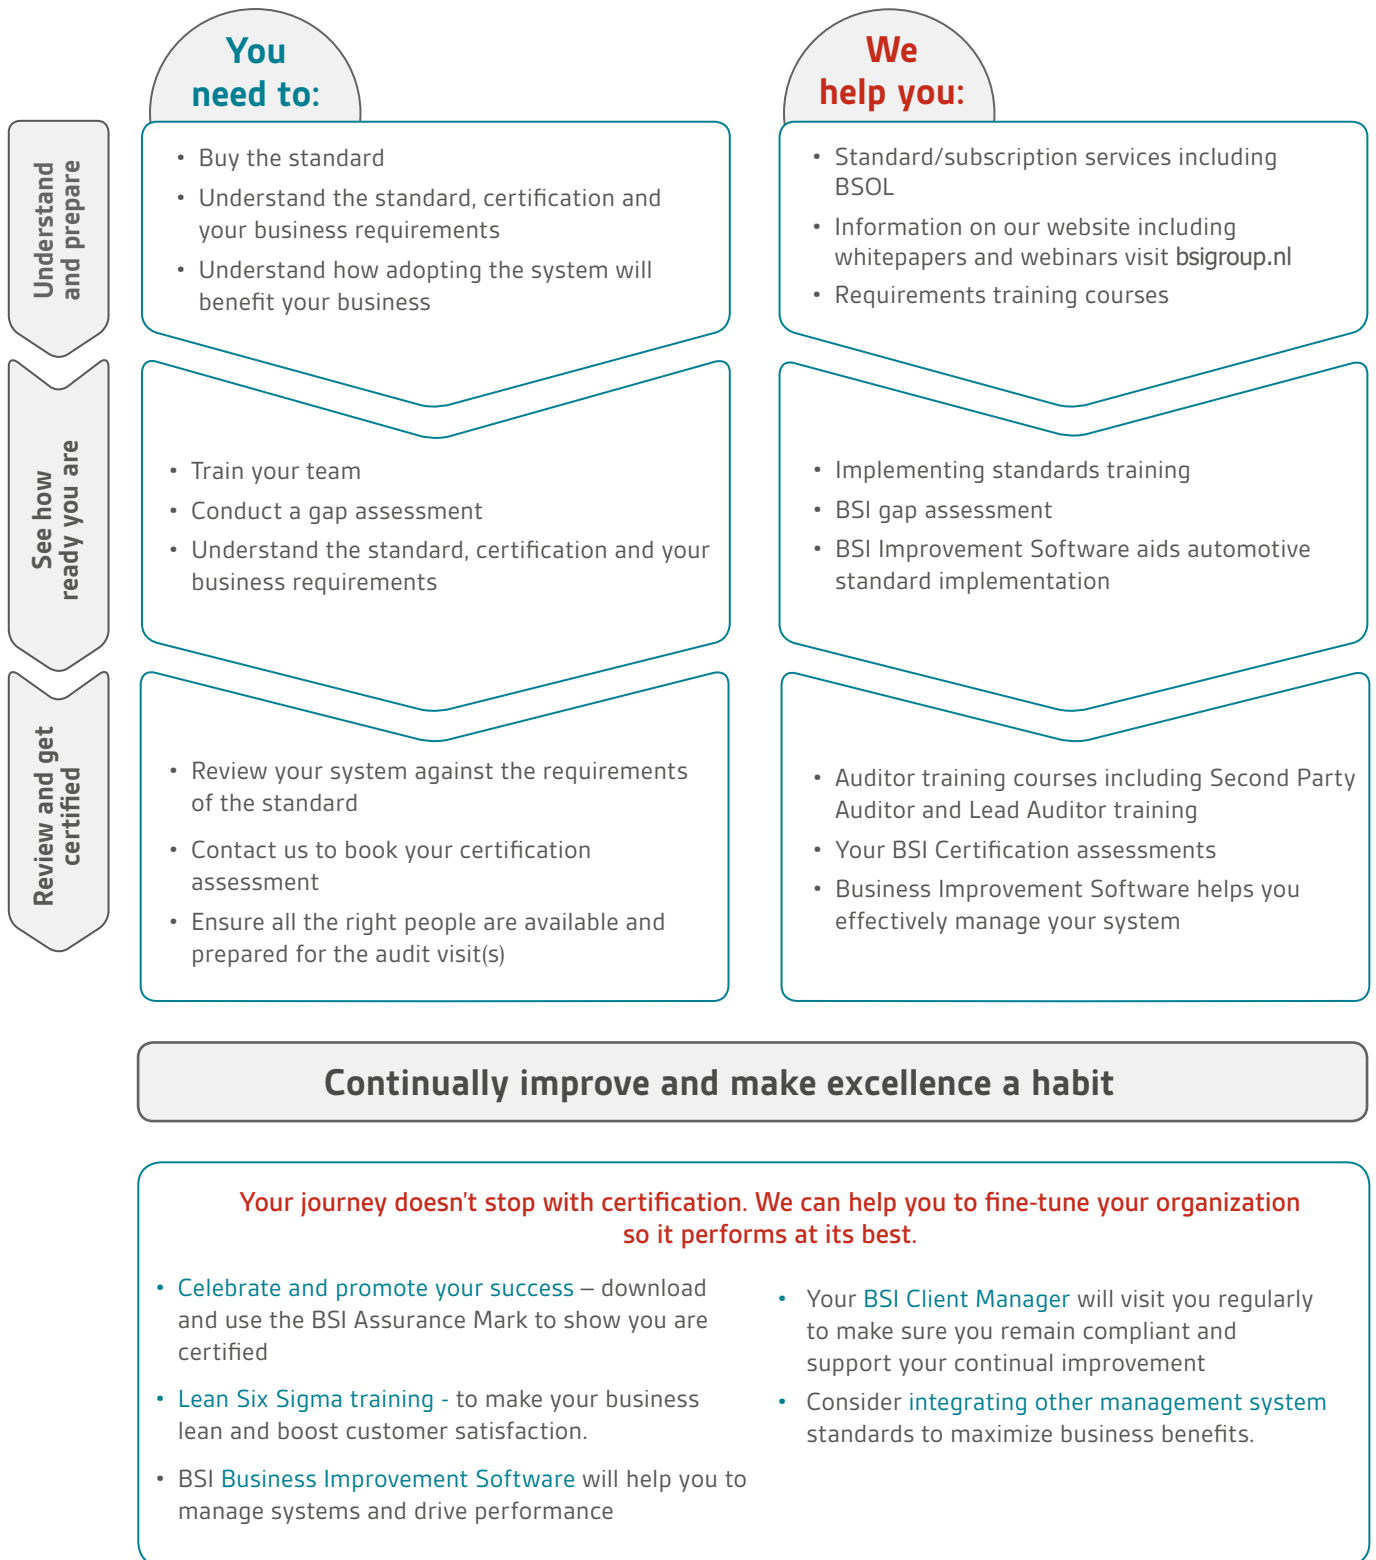 You
need to:
We
help you:
Understand
and prepare
• Buy the standard
• Understand the standard, certification and
your business requirements
• Understand how adopting the system will
benefit your business
• Standard/subscription services including
BSOL
• Information on our website including
whitepapers and webinars visit bsigroup.nl
• Requirements training courses
See how
ready you are
• Train your team
• Conduct a gap assessment
• Understand the standard, certification and your
business requirements
• Implementing standards training
• BSI gap assessment
• BSI Improvement Software aids automotive
standard implementation
Review and get
certified
• Review your system against the requirements
of the standard
• Contact us to book your certification
assessment
• Ensure all the right people are available and
prepared for the audit visit(s)
• Auditor training courses including Second Party
Auditor and Lead Auditor training
• Your BSI Certification assessments
• Business Improvement Software helps you
effectively manage your system
Continually improve and make excellence a habit
Your journey doesn't stop with certification. We can help you to fine-tune your organization
so it performs at its best.
• Celebrate and promote your success – download
and use the BSI Assurance Mark to show you are
certified
• Lean Six Sigma training - to make your business
lean and boost customer satisfaction.
• BSI Business Improvement Software will help you to
manage systems and drive performance
• Your BSI Client Manager will visit you regularly
to make sure you remain compliant and
support your continual improvement
• Consider integrating other management system
standards to maximize business benefits.